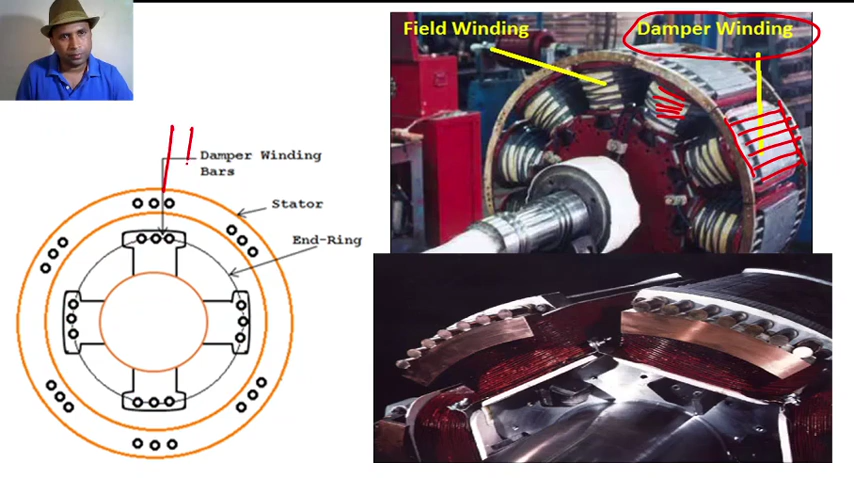 Field Winding
Damper Winding
Damper Winding
Bars
Stator
End-Ring